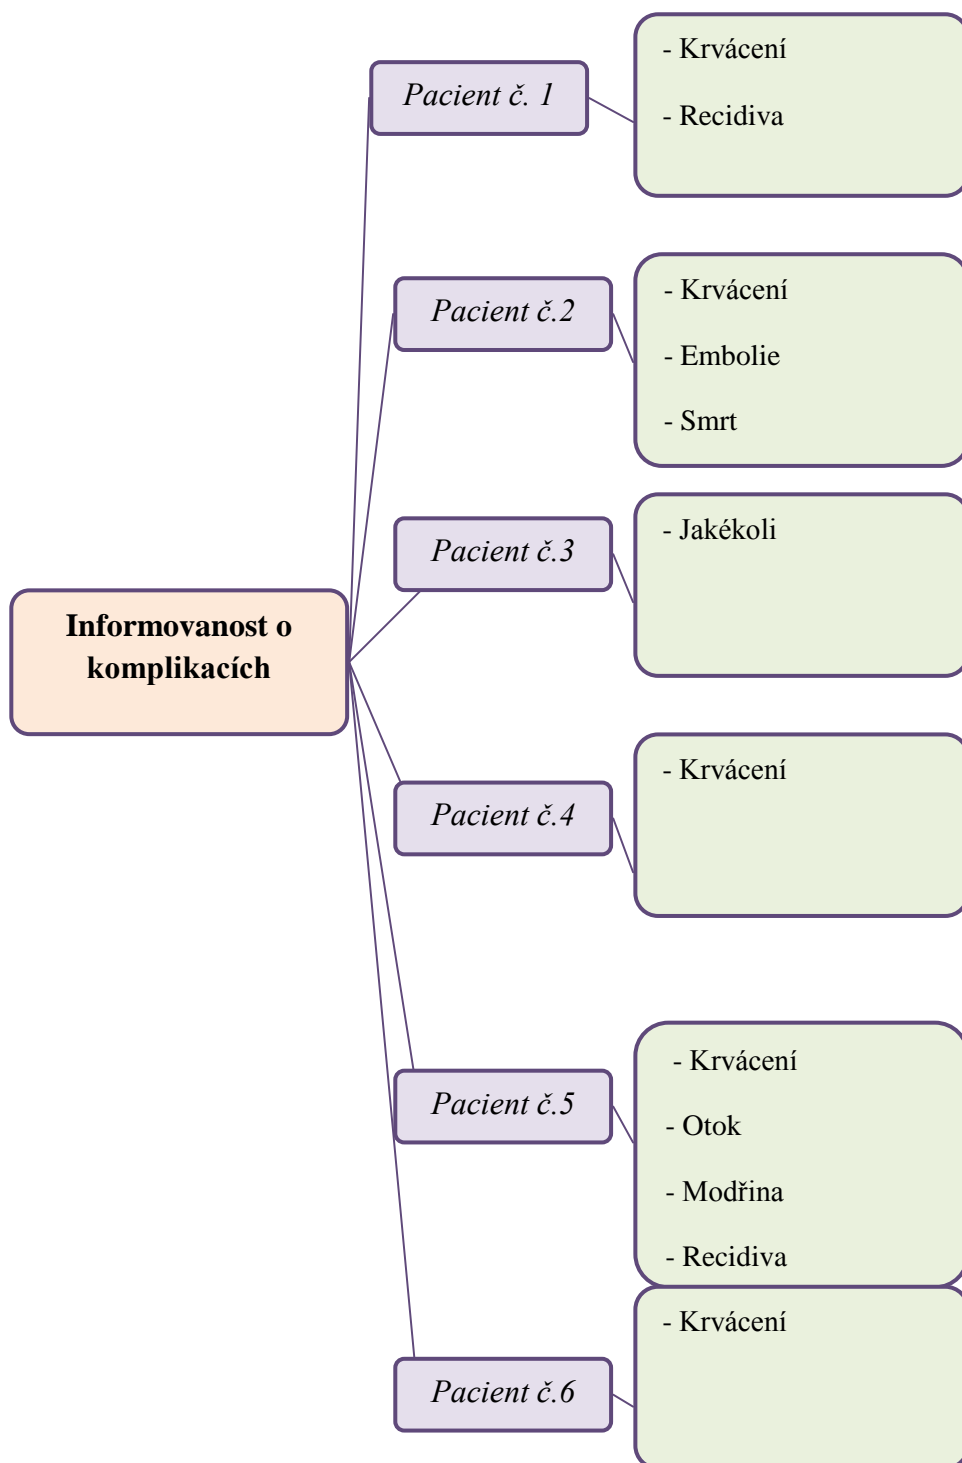 Informovanost o
komplikacích
Pacient č. 1
- Krvácení
- Recidiva
Pacient č.2
- Krvácení
- Embolie
- Smrt
Pacient č.3
- Jakékoli
Pacient č.4
- Krvácení
Pacient č.5
- Krvácení
- Otok
- Modřina
- Recidiva
Pacient č.6
- Krvácení